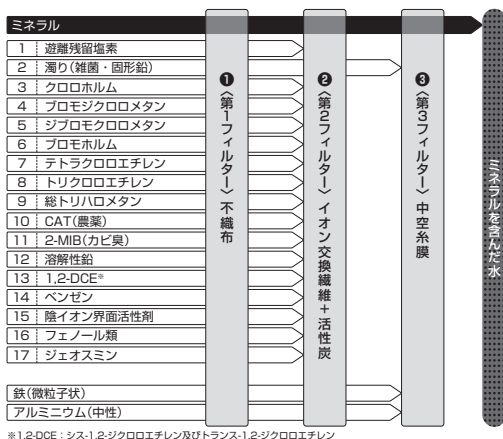 ミネラル
1 遊離残留塩素
2 濁り(雑菌・固形鉛)
3 クロロホルム
4 ブロモジクロロメタン
5 ジブロモクロロメタン
6 ブロモホルム
7 テトラクロロエチレン
8 トリクロロエチレン
9 総トリハロメタン
10 CAT(農薬)
11 2-MIB(カビ臭)
12 溶解性鉛
13 1,2-DCE※
14 ベンゼン
15 陰イオン界面活性剤
16 フェノール類
17 ジェオスミン
鉄(微粒子状)
アルミニウム(中性)
❶〈第1フィルター〉不織布
❷〈第2フィルター〉イオン交換繊維+活性炭
❸〈第3フィルター〉中空糸膜
ミネラルを含んだ水
※1,2-DCE:シス-1,2-ジクロロエチレン及びトランス-1,2-ジクロロエチレン